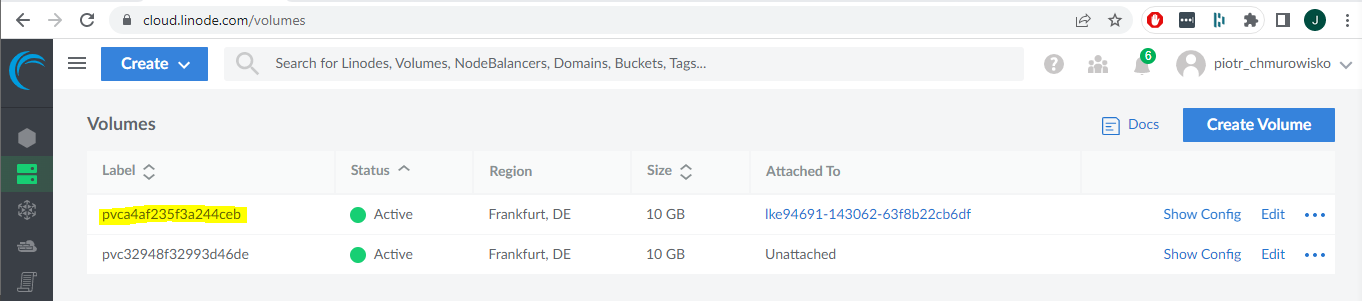 cloud.linode.com/volumes
J
Create
Search for Linodes, Volumes, NodeBalancers, Domains, Buckets, Tags...
6
piotr_chmurowisko
Volumes
Docs
Create Volume
Label Status Region Size Attached To
pvca4af235f3a244ceb Active Frankfurt, DE 10 GB lke94691-143062-63f8b22cb6df Show Config Edit
pvc32948f32993d46de Active Frankfurt, DE 10 GB Unattached Show Config Edit